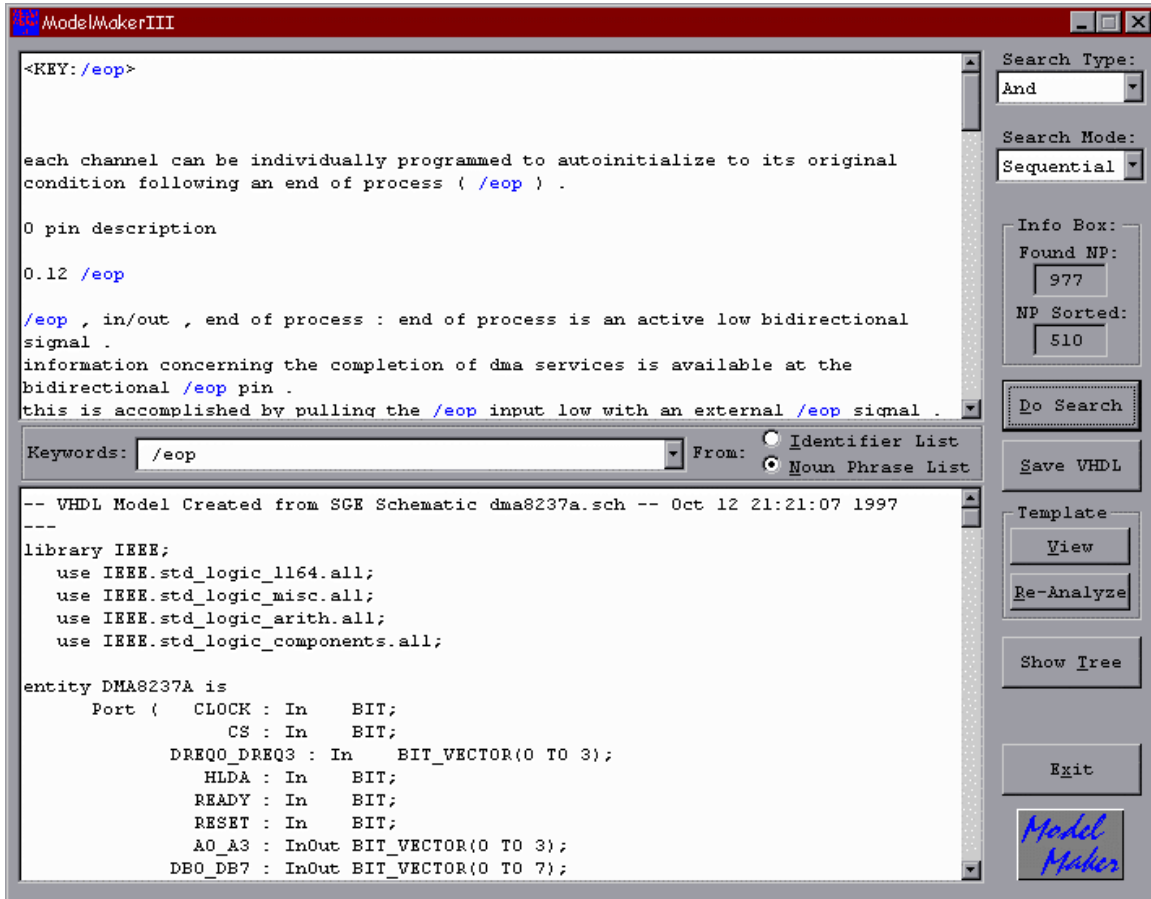 ModelMakerIII
<KEY:/eop>
each channel can be individually programmed to autoinitialize to its original
condition following an end of process ( /eop ) .
0 pin description
0.12 /eop
/eop , in/out , end of process : end of process is an active low bidirectional
signal .
information concerning the completion of dma services is available at the
bidirectional /eop pin .
this is accomplished by pulling the /eop input low with an external /eop signal .
Keywords: /eop From: Identifier List
Noun Phrase List
-- VHDL Model Created from SGE Schematic dma8237a.sch -- Oct 12 21:21:07 1997
---
library IEEE;
use IEEE.std_logic_1164.all;
use IEEE.std_logic_misc.all;
use IEEE.std_logic_arith.all;
use IEEE.std_logic_components.all;
entity DMA8237A is
Port ( CLOCK : In BIT;
CS : In BIT;
DREQ0_DREQ3 : In BIT_VECTOR(0 TO 3);
HLDA : In BIT;
READY : In BIT;
RESET : In BIT;
A0_A3 : InOut BIT_VECTOR(0 TO 3);
DB0_DB7 : InOut BIT_VECTOR(0 TO 7);
Search Type:
And
Search Mode:
Sequential
Info Box:
Found NP:
977
NP Sorted:
510
Do Search
Save VHDL
Template
View
Re-Analyze
Show Tree
Exit
Model
Maker